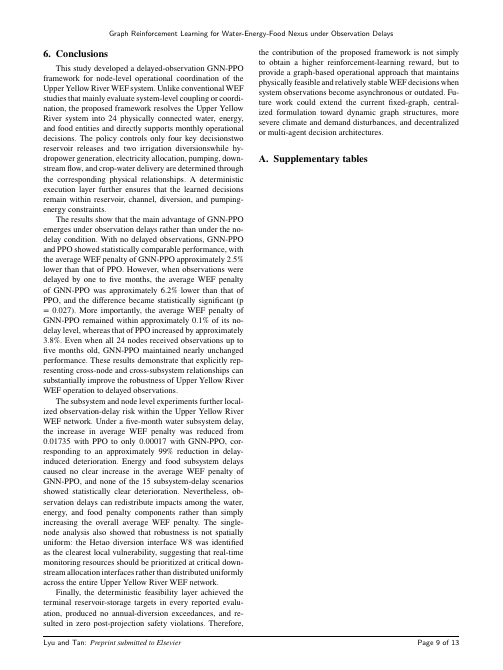 Graph Reinforcement Learning for Water-Energy-Food Nexus under Observation Delays
6. Conclusions
This study developed a delayed-observation GNN-PPO
framework for node-level operational coordination of the
Upper Yellow River WEF system. Unlike conventional WEF
studies that mainly evaluate system-level coupling or coordi-
nation, the proposed framework resolves the Upper Yellow
River system into 24 physically connected water, energy,
and food entities and directly supports monthly operational
decisions. The policy controls only four key decisionstwo
reservoir releases and two irrigation diversionswhile hy-
dropower generation, electricity allocation, pumping, down-
stream flow, and crop-water delivery are determined through
the corresponding physical relationships. A deterministic
execution layer further ensures that the learned decisions
remain within reservoir, channel, diversion, and pumping-
energy constraints.
The results show that the main advantage of GNN-PPO
emerges under observation delays rather than under the no-
delay condition. With no delayed observations, GNN-PPO
and PPO showed statistically comparable performance, with
the average WEF penalty of GNN-PPO approximately 2.5%
lower than that of PPO. However, when observations were
delayed by one to five months, the average WEF penalty
of GNN-PPO was approximately 6.2% lower than that of
PPO, and the difference became statistically significant (p
= 0.027). More importantly, the average WEF penalty of
GNN-PPO remained within approximately 0.1% of its no-
delay level, whereas that of PPO increased by approximately
3.8%. Even when all 24 nodes received observations up to
five months old, GNN-PPO maintained nearly unchanged
performance. These results demonstrate that explicitly rep-
resenting cross-node and cross-subsystem relationships can
substantially improve the robustness of Upper Yellow River
WEF operation to delayed observations.
The subsystem and node level experiments further local-
ized observation-delay risk within the Upper Yellow River
WEF network. Under a five-month water subsystem delay,
the increase in average WEF penalty was reduced from
0.01735 with PPO to only 0.00017 with GNN-PPO, cor-
responding to an approximately 99% reduction in delay-
induced deterioration. Energy and food subsystem delays
caused no clear increase in the average WEF penalty of
GNN-PPO, and none of the 15 subsystem-delay scenarios
showed statistically clear deterioration. Nevertheless, ob-
servation delays can redistribute impacts among the water,
energy, and food penalty components rather than simply
increasing the overall average WEF penalty. The single-
node analysis also showed that robustness is not spatially
uniform: the Hetao diversion interface W8 was identified
as the clearest local vulnerability, suggesting that real-time
monitoring resources should be prioritized at critical down-
stream allocation interfaces rather than distributed uniformly
across the entire Upper Yellow River WEF network.
Finally, the deterministic feasibility layer achieved the
terminal reservoir-storage targets in every reported evalu-
ation, produced no annual-diversion exceedances, and re-
sulted in zero post-projection safety violations. Therefore,
the contribution of the proposed framework is not simply
to obtain a higher reinforcement-learning reward, but to
provide a graph-based operational approach that maintains
physically feasible and relatively stable WEF decisions when
system observations become asynchronous or outdated. Fu-
ture work could extend the current fixed-graph, central-
ized formulation toward dynamic graph structures, more
severe climate and demand disturbances, and decentralized
or multi-agent decision architectures.
A. Supplementary tables
Lyu and Tan: Preprint submitted to Elsevier
Page 9 of 13